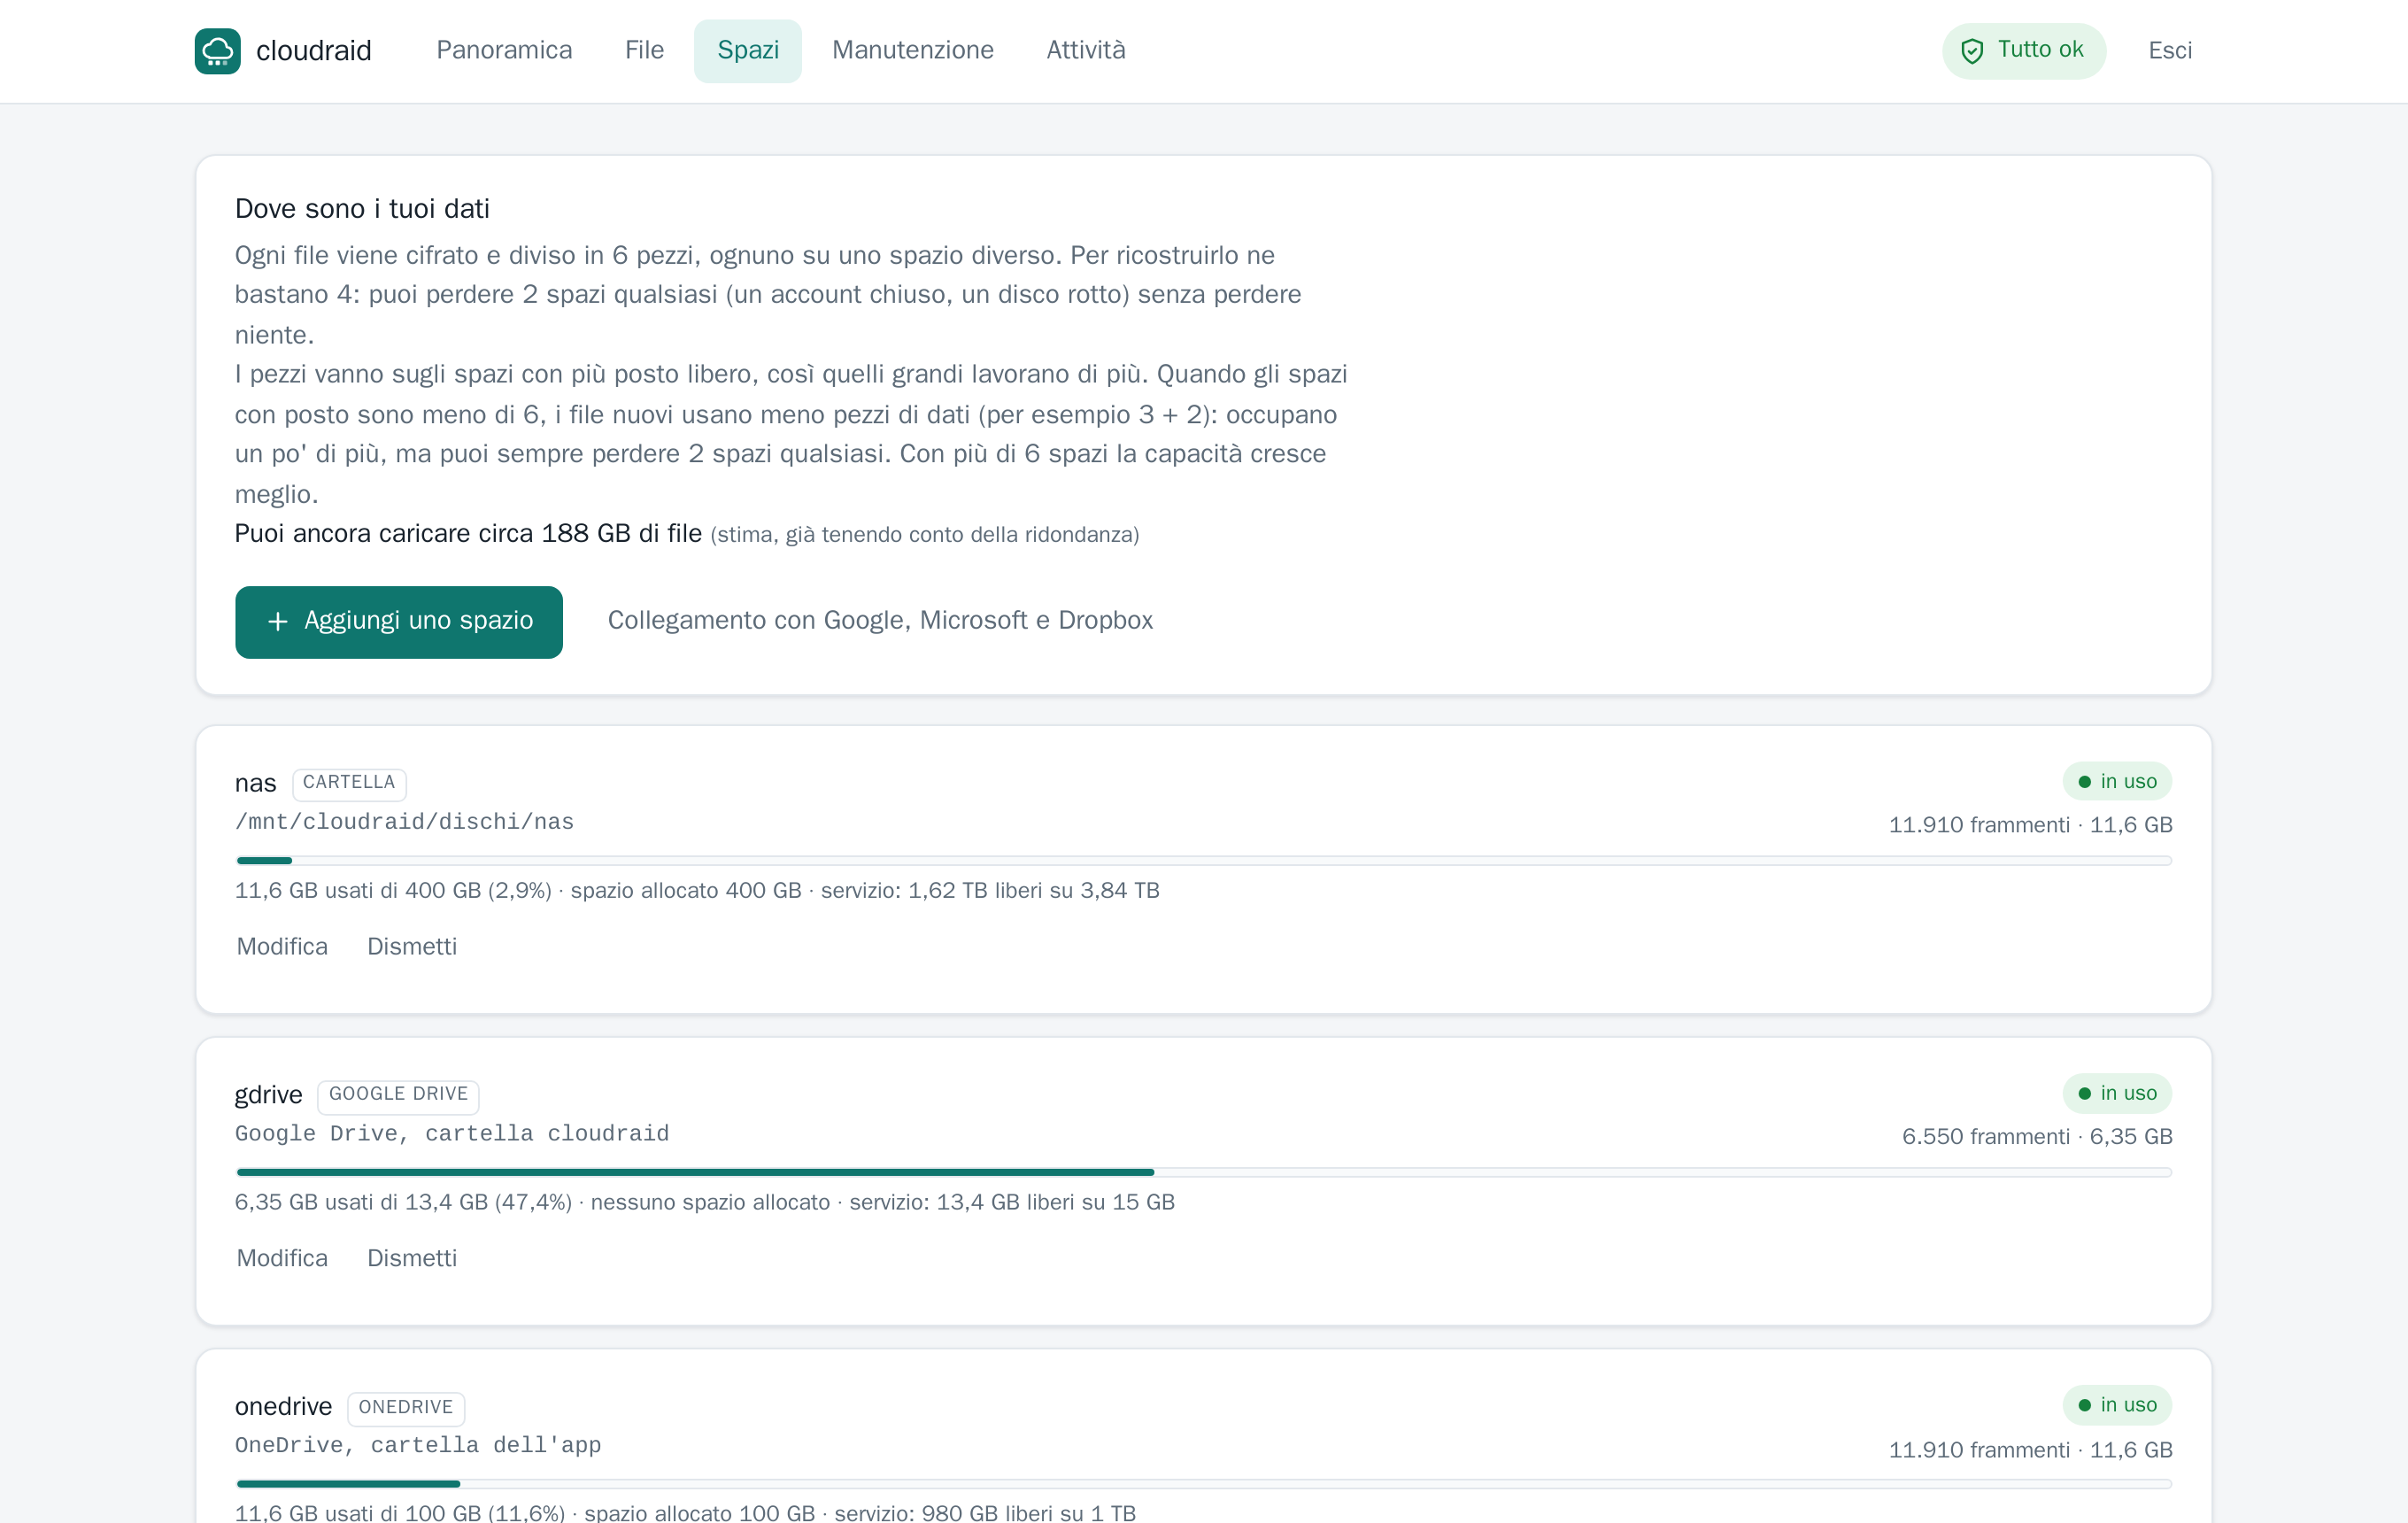 cloudraid
Panoramica
File
Spazi
Manutenzione
Attività
Tutto ok
Esci
Dove sono i tuoi dati
Ogni file viene cifrato e diviso in 6 pezzi, ognuno su uno spazio diverso. Per ricostruirlo ne
bastano 4: puoi perdere 2 spazi qualsiasi (un account chiuso, un disco rotto) senza perdere
niente.
I pezzi vanno sugli spazi con più posto libero, così quelli grandi lavorano di più. Quando gli spazi
con posto sono meno di 6, i file nuovi usano meno pezzi di dati (per esempio 3 + 2): occupano
un po' di più, ma puoi sempre perdere 2 spazi qualsiasi. Con più di 6 spazi la capacità cresce
meglio.
Puoi ancora caricare circa 188 GB di file (stima, già tenendo conto della ridondanza)
+ Aggiungi uno spazio
Collegamento con Google, Microsoft e Dropbox
nas CARTELLA
in uso
/mnt/cloudraid/dischi/nas
11.910 frammenti · 11,6 GB
11,6 GB usati di 400 GB (2,9%) · spazio allocato 400 GB · servizio: 1,62 TB liberi su 3,84 TB
Modifica Dismetti
gdrive GOOGLE DRIVE
in uso
Google Drive, cartella cloudraid
6.550 frammenti · 6,35 GB
6,35 GB usati di 13,4 GB (47,4%) · nessuno spazio allocato · servizio: 13,4 GB liberi su 15 GB
Modifica Dismetti
onedrive ONEDRIVE
in uso
OneDrive, cartella dell'app
11.910 frammenti · 11,6 GB
11,6 GB usati di 100 GB (11,6%) · spazio allocato 100 GB · servizio: 980 GB liberi su 1 TB